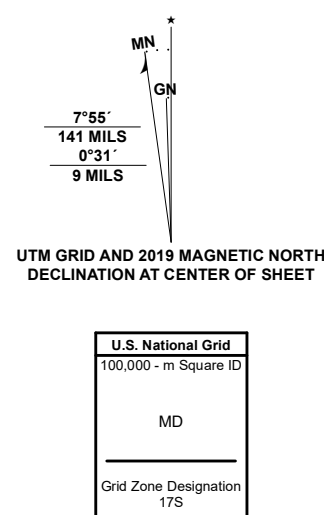 MN
GN
7°55´
141 MILS
0°31´
9 MILS
UTM GRID AND 2019 MAGNETIC NORTH
DECLINATION AT CENTER OF SHEET
U.S. National Grid
100,000 - m Square ID
MD
Grid Zone Designation
17S